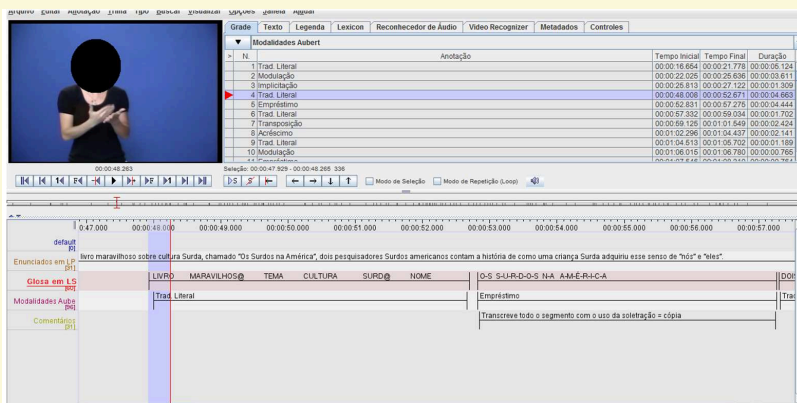 Arquivo Editar Anotação Trilha Tipo Buscar Visualizar Opções Janela Ajuda
Grade Texto Legenda Lexicon Reconhecedor de Áudio Video Recognizer Metadados Controles
Modalidades Aubert
> N. Anotação Tempo Inicial Tempo Final Duração
1 Trad. Literal 00:00:16.654 00:00:21.778 00:00:05.124
2 Modulação 00:00:22.025 00:00:25.636 00:00:03.611
3 Implicitação 00:00:25.813 00:00:27.122 00:00:01.309
4 Trad. Literal 00:00:48.008 00:00:52.671 00:00:04.663
5 Empréstimo 00:00:52.831 00:00:57.275 00:00:04.444
6 Trad. Literal 00:00:57.332 00:00:59.034 00:00:01.702
7 Transposição 00:00:59.125 00:01:01.549 00:00:02.424
8 Acréscimo 00:01:02.296 00:01:04.437 00:00:02.141
9 Trad. Literal 00:01:04.513 00:01:05.702 00:00:01.189
10 Modulação 00:01:06.015 00:01:06.780 00:00:00.765
00:00:48.263
Seleção: 00:00:47.929 - 00:00:48.265 336
Modo de Seleção Modo de Repetição (Loop)
0:47.000 00:00:48.000 00:00:49.000 00:00:50.000 00:00:51.000 00:00:52.000 00:00:53.000 00:00:54.000 00:00:55.000 00:00:56.000 00:00:57.000
default
[0]
Enunciados em LP livro maravilhoso sobre cultura Surda, chamado "Os Surdos na América", dois pesquisadores Surdos americanos contam a história de como uma criança Surda adquiriu esse senso de "nós" e "eles".
[31]
Glosa em LS LIVRO MARAVILHOS@ TEMA CULTURA SURD@ NOME O-S S-U-R-D-O-S N-A A-M-É-R-I-C-A DOIS
Modalidades Aube Trad. Literal Empréstimo Trad
[96]
Comentários Transcreve todo o segmento com o uso da soletração = cópia
[31]